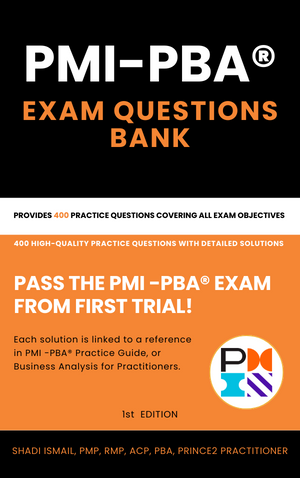 PMI-PBA®
EXAM QUESTIONS
BANK
PROVIDES 400 PRACTICE QUESTIONS COVERING ALL EXAM OBJECTIVES
400 HIGH-QUALITY PRACTICE QUESTIONS WITH DETAILED SOLUTIONS
PASS THE PMI -PBA® EXAM
FROM FIRST TRIAL!
Each solution is linked to a reference
in PMI -PBA® Practice Guide, or
Business Analysis for Practitioners.
1st EDITION
SHADI ISMAIL, PMP, RMP, ACP, PBA, PRINCE2 PRACTITIONER